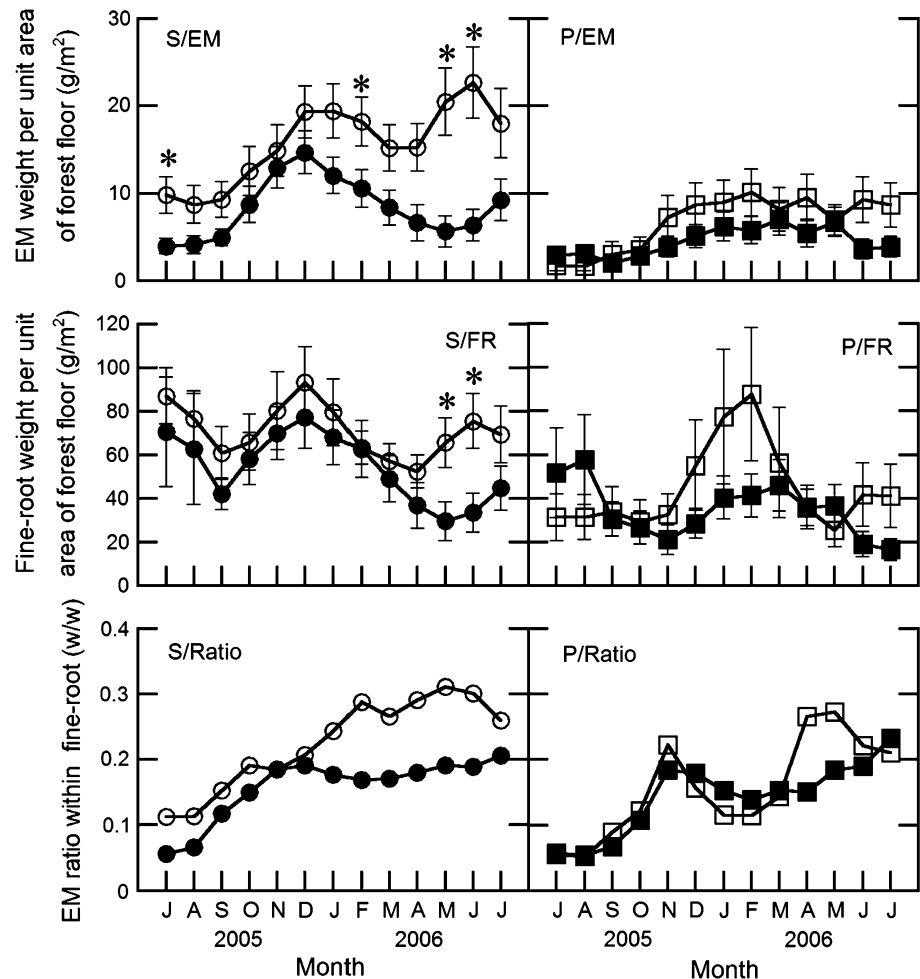 EM weight per unit area
of forest floor (g/m²)
30
20
10
0
S/EM
*
*
*
*
P/EM
Fine-root weight per unit
area of forest floor (g/m²)
120
100
80
60
40
20
0
S/FR
*
*
P/FR
EM ratio within fine-root (w/w)
0.4
0.3
0.2
0.1
0
S/Ratio
P/Ratio
J A S O N D J F M A M J J
J A S O N D J F M A M J J
2005 2006
2005 2006
Month
Month